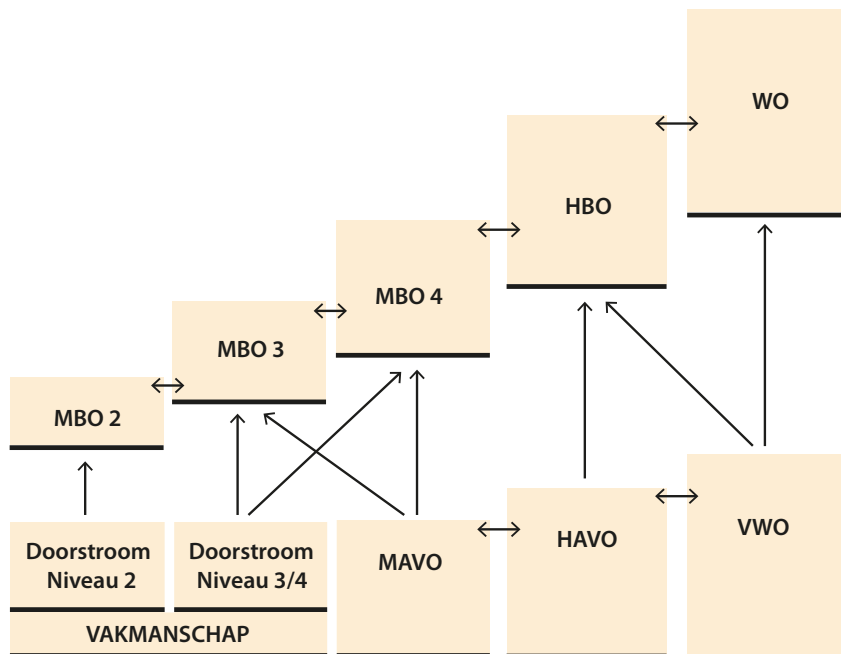 WO
HBO
MBO 4
MBO 3
MBO 2
Doorstroom
Niveau 2
Doorstroom
Niveau 3/4
MAVO
HAVO
VWO
VAKMANSCHAP